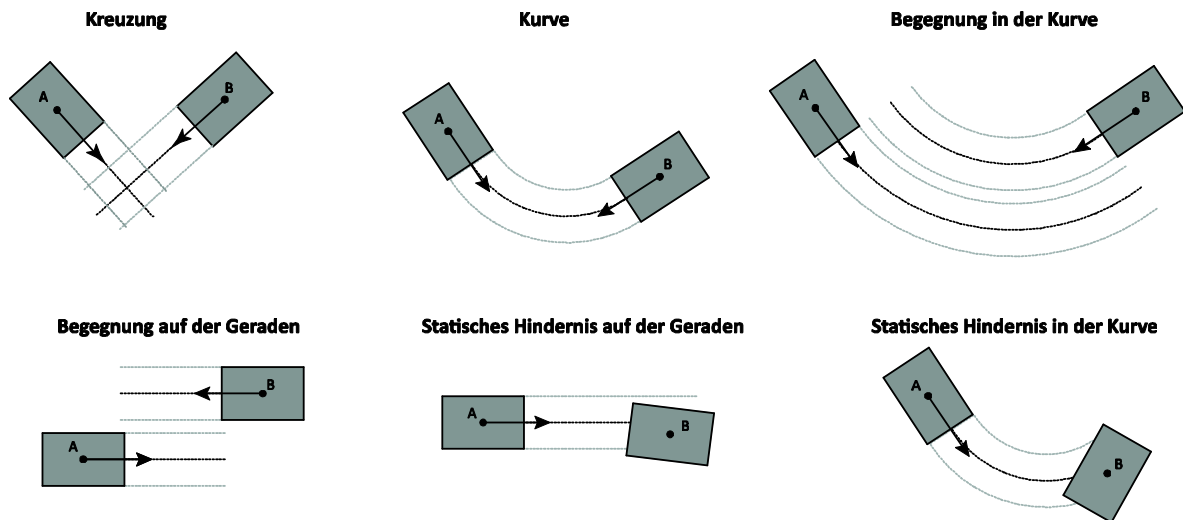 Kreuzung
Kurve
Begegnung in der Kurve
A
B
A
B
A
B
Begegnung auf der Geraden
Statisches Hindernis auf der Geraden
Statisches Hindernis in der Kurve
A
B
A
B
A
B